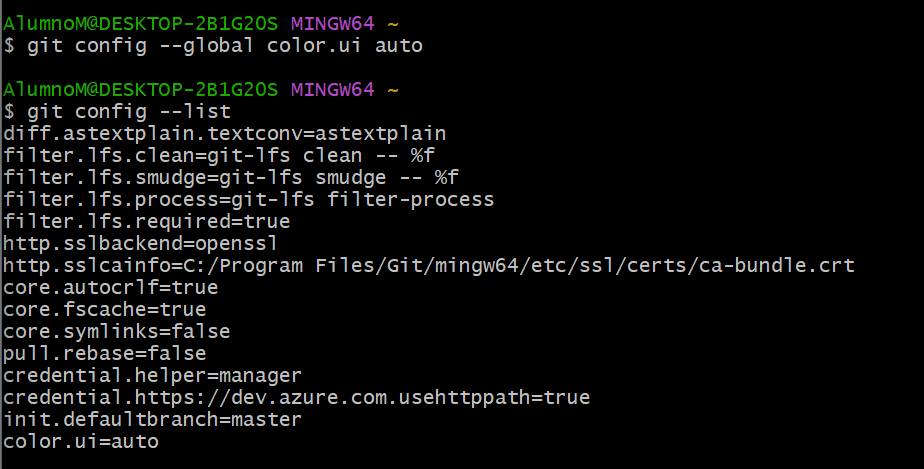 AlumnoM@DESKTOP-2B1G2OS MINGW64 ~
$ git config --global color.ui auto
AlumnoM@DESKTOP-2B1G2OS MINGW64 ~
$ git config --list
diff.astextplain.textconv=astextplain
filter.lfs.clean=git-lfs clean -- %f
filter.lfs.smudge=git-lfs smudge -- %f
filter.lfs.process=git-lfs filter-process
filter.lfs.required=true
http.sslbackend=openssl
http.sslcainfo=C:/Program Files/Git/mingw64/etc/ssl/certs/ca-bundle.crt
core.autocrlf=true
core.fscache=true
core.symlinks=false
pull.rebase=false
credential.helper=manager
credential.https://dev.azure.com.usehttppath=true
init.defaultbranch=master
color.ui=auto